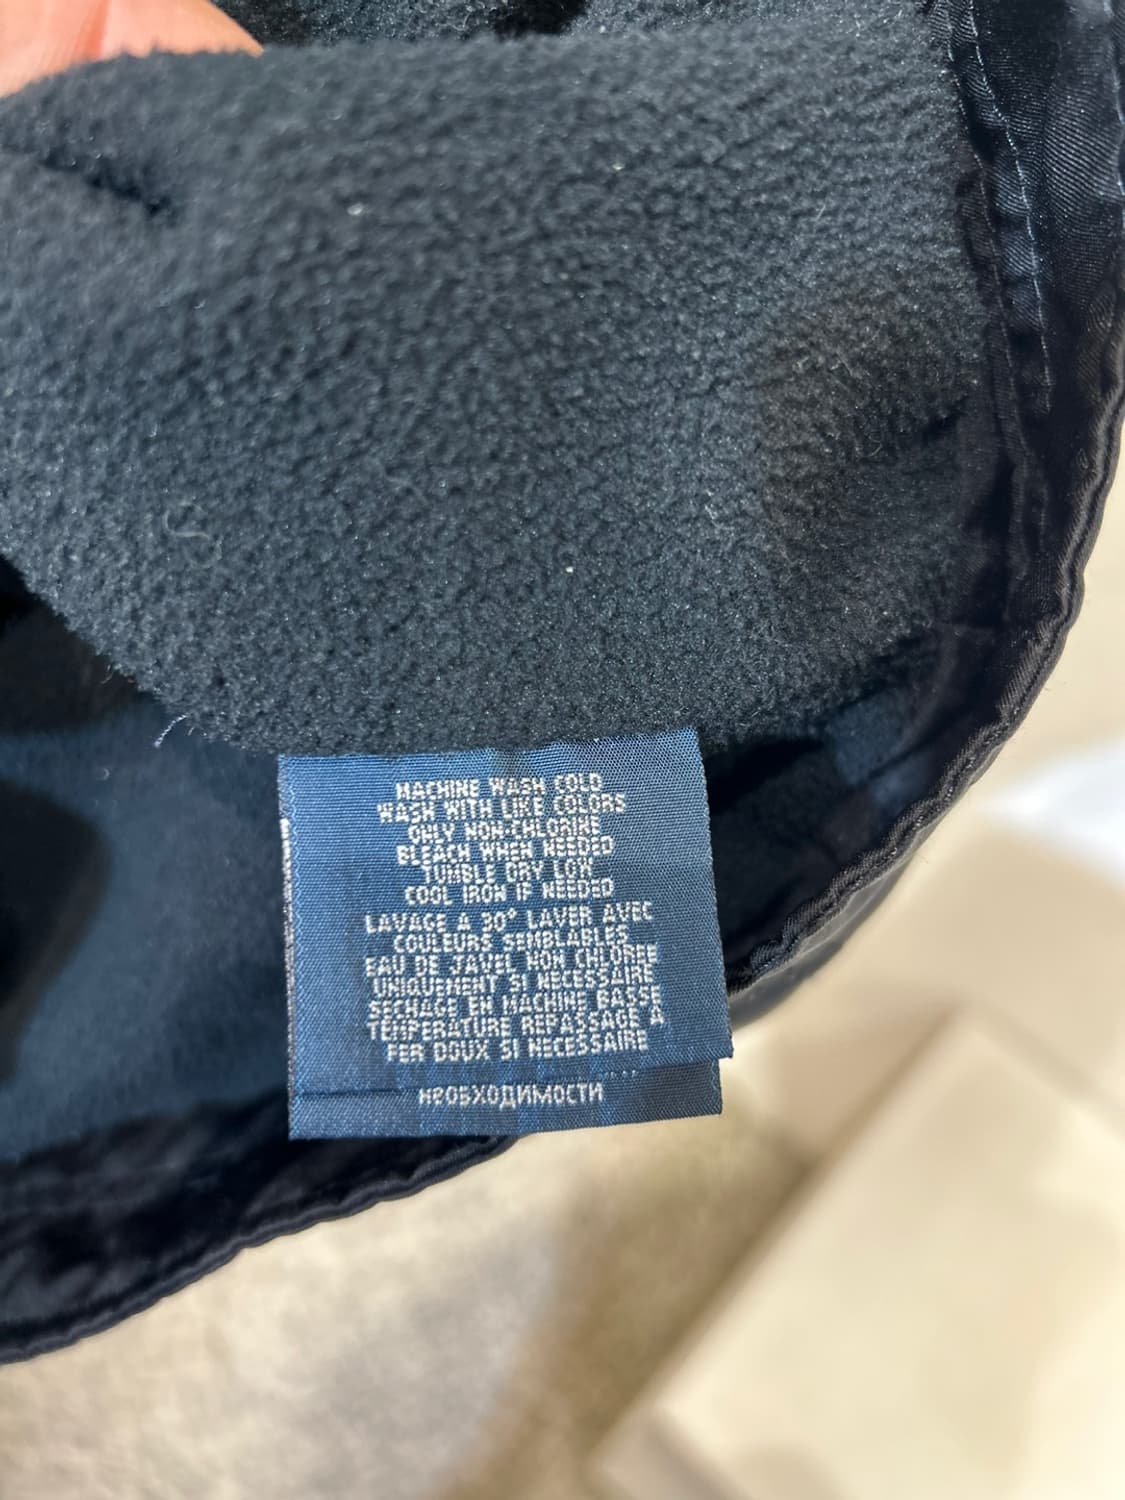 MACHINE WASH COLD
WASH WITH LIKE COLORS
ONLY NON-CHLORINE
BLEACH WHEN NEEDED
TUMBLE DRY LOW
COOL IRON IF NEEDED
LAVAGE A 30° LAVER AVEC
COULEURS SEMBLABLES
EAU DE JAVEL NON CHLOREE
UNIQUEMENT SI NECESSAIRE
SECHAGE EN MACHINE BASSE
TEMPERATURE REPASSAGE A
FER DOUX SI NECESSAIRE
НЕОБХОДИМОСТИ